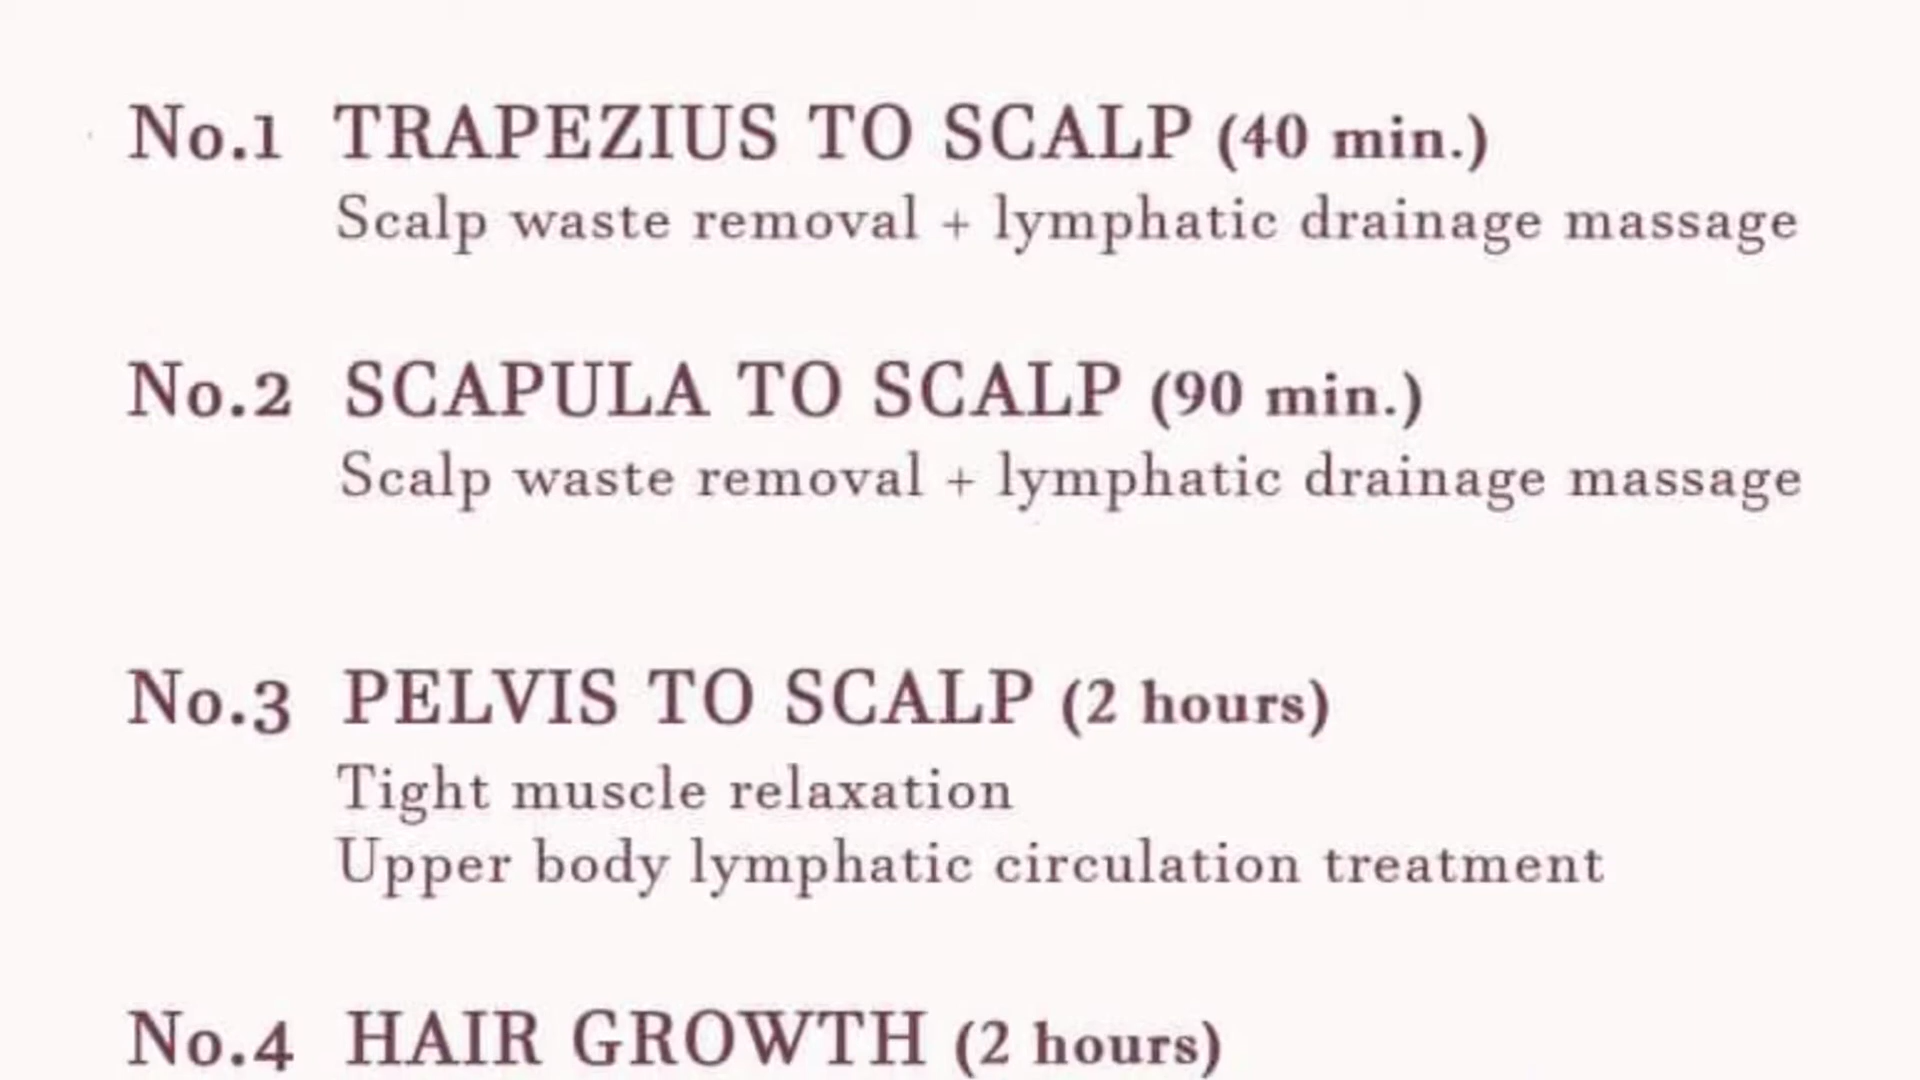 No.1 TRAPEZIUS TO SCALP (40 min.)
Scalp waste removal + lymphatic drainage massage
No.2 SCAPULA TO SCALP (90 min.)
Scalp waste removal + lymphatic drainage massage
No.3 PELVIS TO SCALP (2 hours)
Tight muscle relaxation
Upper body lymphatic circulation treatment
No.4 HAIR GROWTH (2 hours)